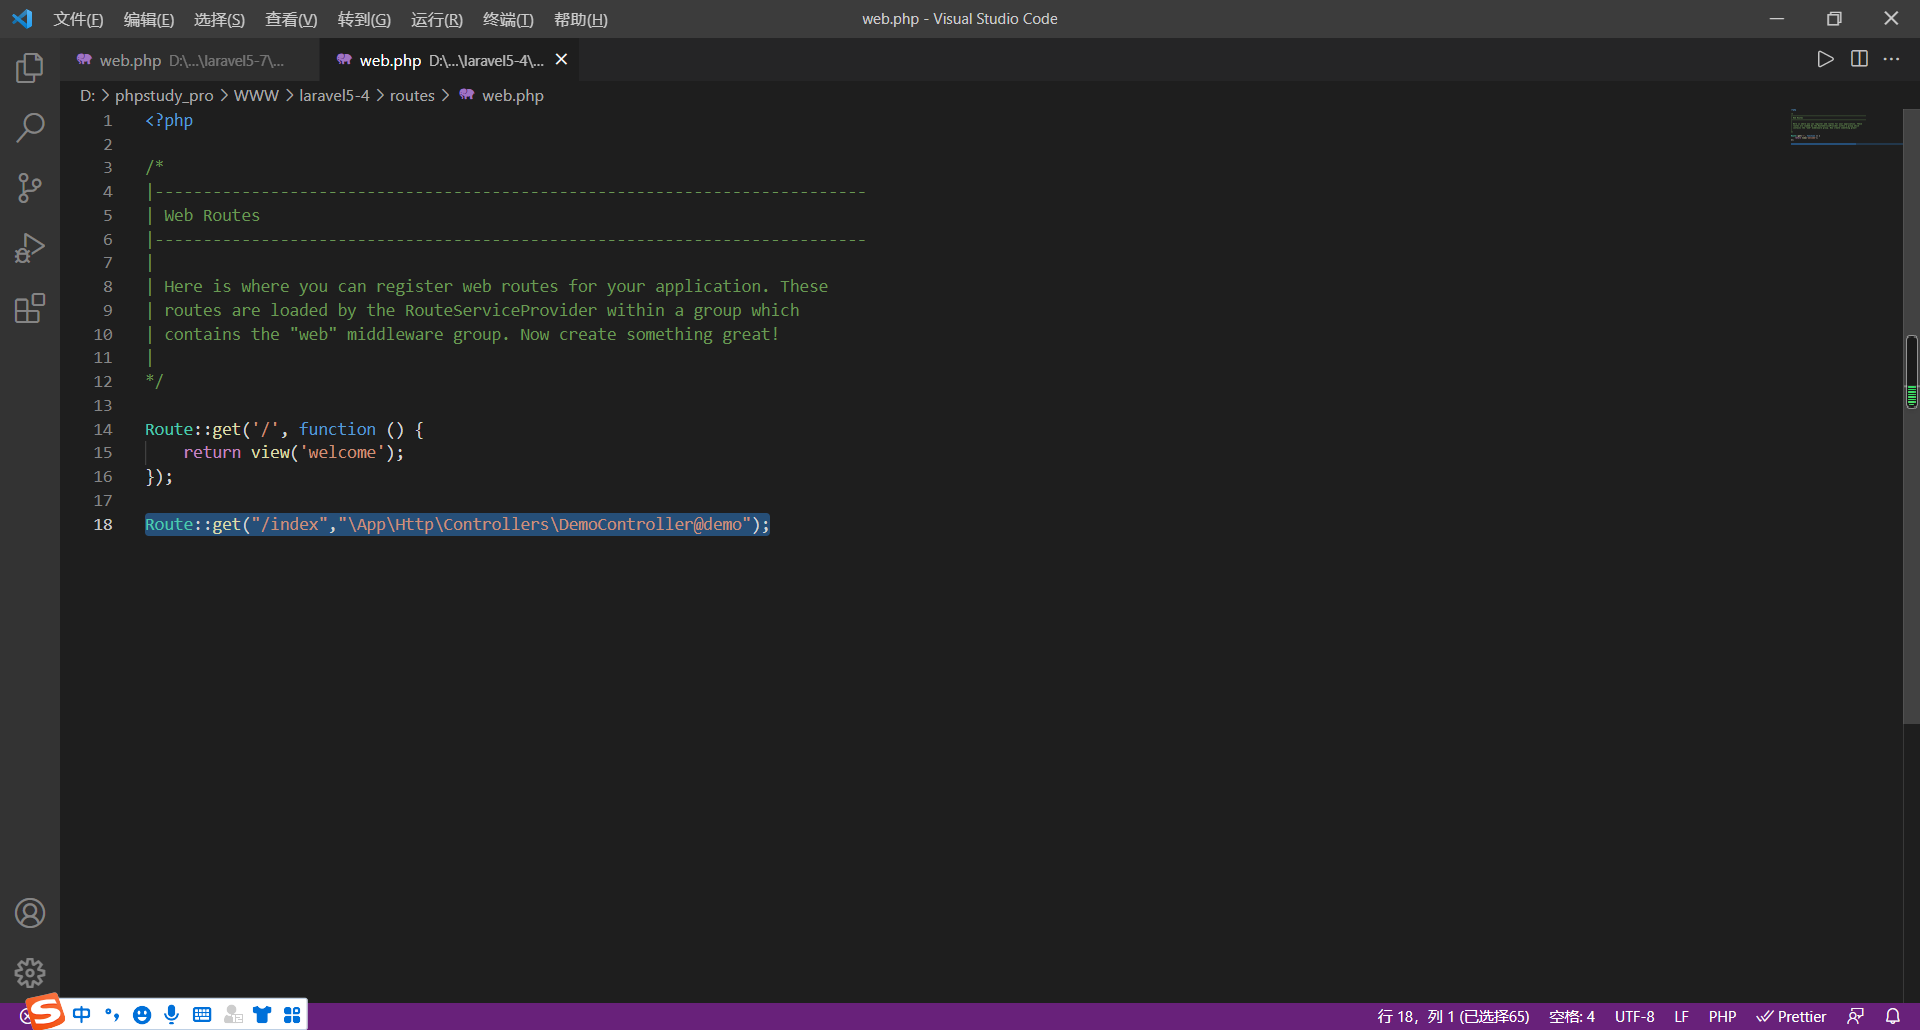 文件(F) 编辑(E) 选择(S) 查看(V) 转到(G) 运行(R) 终端(T) 帮助(H) web.php - Visual Studio Code
web.php D:\...\laravel5-7\... web.php D:\...\laravel5-4\...
D: > phpstudy_pro > WWW > laravel5-4 > routes > web.php
1 <?php
2
3 /*
4 |--------------------------------------------------------------------------
5 | Web Routes
6 |--------------------------------------------------------------------------
7 |
8 | Here is where you can register web routes for your application. These
9 | routes are loaded by the RouteServiceProvider within a group which
10 | contains the "web" middleware group. Now create something great!
11 |
12 */
13
14 Route::get('/', function () {
15 return view('welcome');
16 });
17
18 Route::get("/index","\App\Http\Controllers\DemoController@demo");
中 行 18，列 1 (已选择65) 空格: 4 UTF-8 LF PHP Prettier